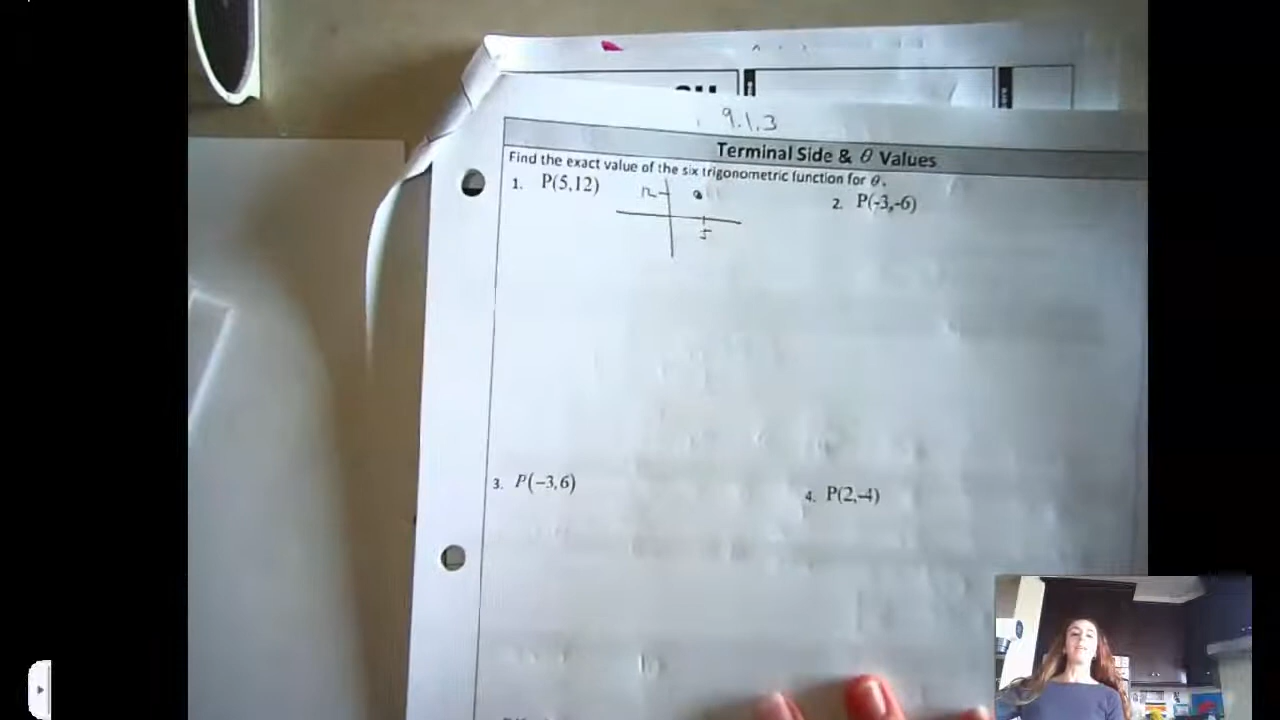 9.1.3
Terminal Side & θ Values
Find the exact value of the six trigonometric function for θ.
1. P(5,12)
12
5
2. P(-3,-6)
3. P(−3,6)
4. P(2,-4)